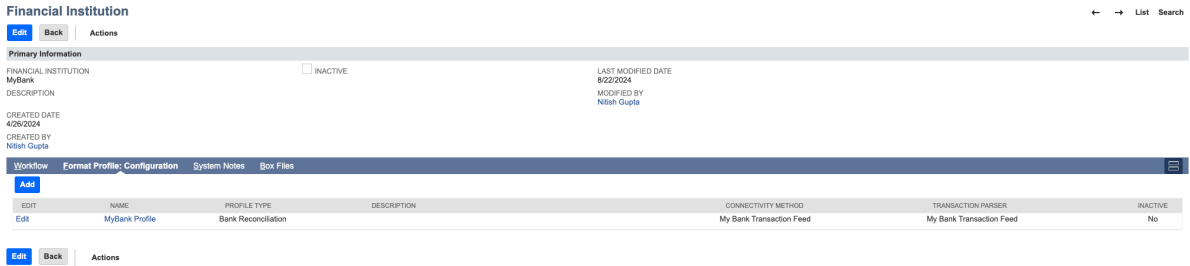 Financial Institution
← → List Search
Edit Back Actions
Primary Information
FINANCIAL INSTITUTION
MyBank
INACTIVE
LAST MODIFIED DATE
8/22/2024
DESCRIPTION
MODIFIED BY
Nitish Gupta
CREATED DATE
4/26/2024
CREATED BY
Nitish Gupta
Workflow Format Profile: Configuration System Notes Box Files
Add
EDIT NAME PROFILE TYPE DESCRIPTION CONNECTIVITY METHOD TRANSACTION PARSER INACTIVE
Edit MyBank Profile Bank Reconciliation My Bank Transaction Feed My Bank Transaction Feed No
Edit Back Actions